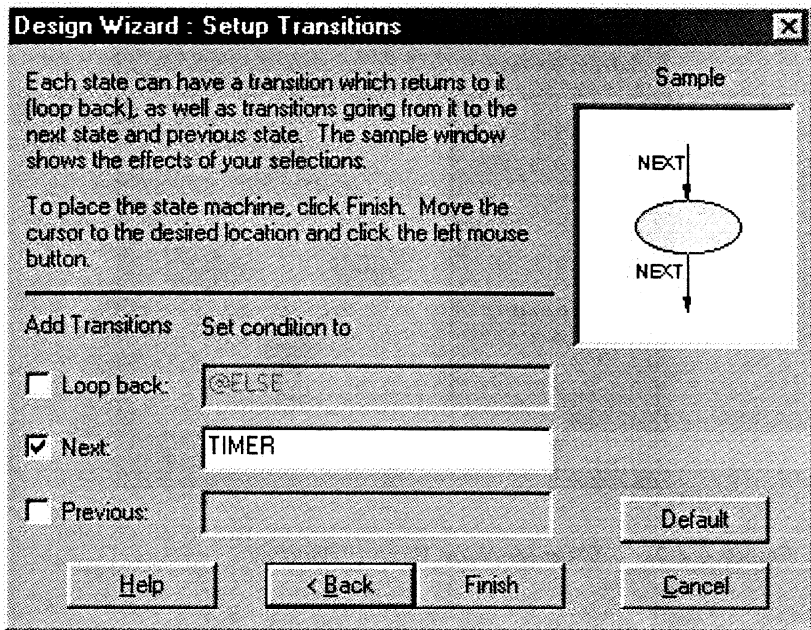 Design Wizard : Setup Transitions
Each state can have a transition which returns to it
(loop back), as well as transitions going from it to the
next state and previous state. The sample window
shows the effects of your selections.
To place the state machine, click Finish. Move the
cursor to the desired location and click the left mouse
button.
Sample
NEXT
NEXT
Add Transitions Set condition to
Loop back: @ELSE
Next: TIMER
Previous:
Default
Help < Back Finish Cancel